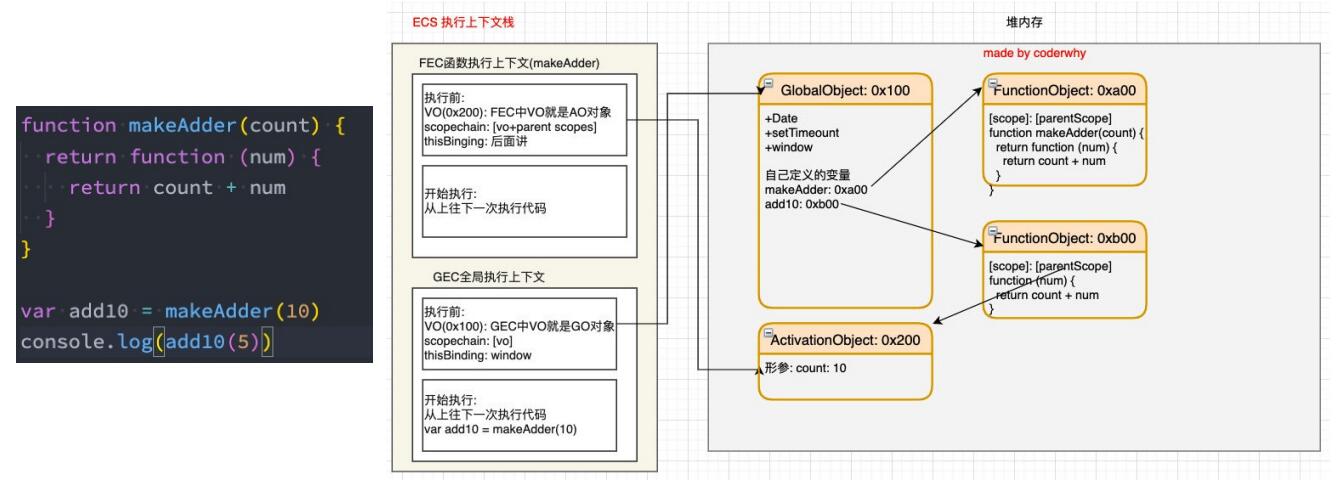 function makeAdder(count) {
return function (num) {
return count + num
}
}
var add10 = makeAdder(10)
console.log(add10(5))
ECS 执行上下文栈
FEC函数执行上下文(makeAdder)
执行前:
VO(0x200): FEC中VO就是AO对象
scopechain: [vo+parent scopes]
thisBinging: 后面讲
开始执行:
从上往下一次执行代码
GEC全局执行上下文
执行前:
VO(0x100): GEC中VO就是GO对象
scopechain: [vo]
thisBinding: window
开始执行:
从上往下一次执行代码
var add10 = makeAdder(10)
堆内存
made by coderwhy
GlobalObject: 0x100
+Date
+setTimeount
+window
自己定义的变量
makeAdder: 0xa00
add10: 0xb00
FunctionObject: 0xa00
[scope]: [parentScope]
function makeAdder(count) {
return function (num) {
return count + num
}
}
FunctionObject: 0xb00
[scope]: [parentScope]
function (num) {
return count + num
}
ActivationObject: 0x200
形参: count: 10